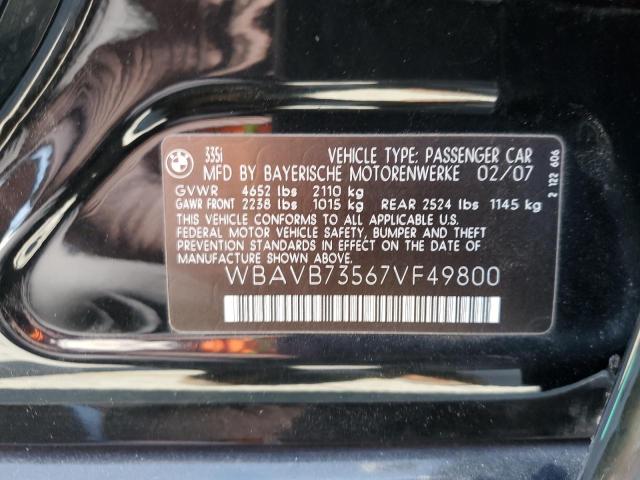 335i VEHICLE TYPE: PASSENGER CAR
MFD BY BAYERISCHE MOTORENWERKE 02/07
GVWR 4652 lbs 2110 kg
GAWR FRONT 2238 lbs 1015 kg REAR 2524 lbs 1145 kg
THIS VEHICLE CONFORMS TO ALL APPLICABLE U.S.
FEDERAL MOTOR VEHICLE SAFETY, BUMPER AND THEFT
PREVENTION STANDARDS IN EFFECT ON THE DATE OF
MANUFACTURE SHOWN ABOVE.
WBAVB73567VF49800
2 122 606